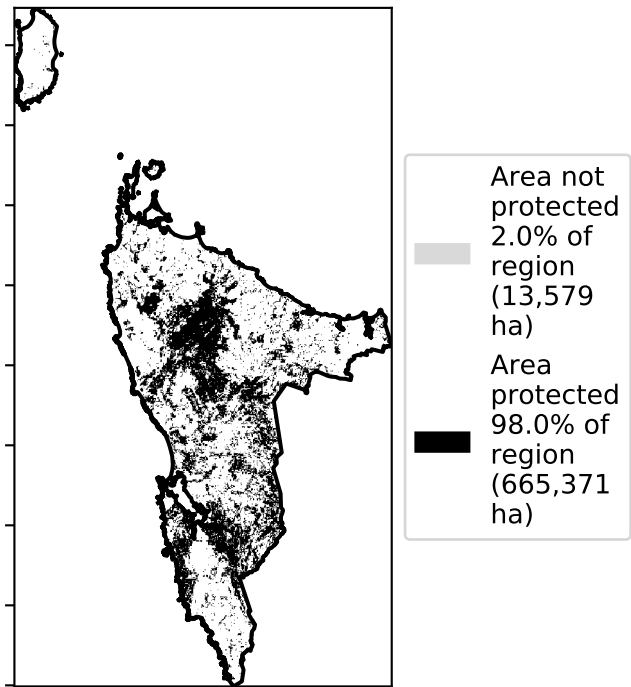 Area not
protected
2.0% of
region
(13,579
ha)
Area
protected
98.0% of
region
(665,371
ha)